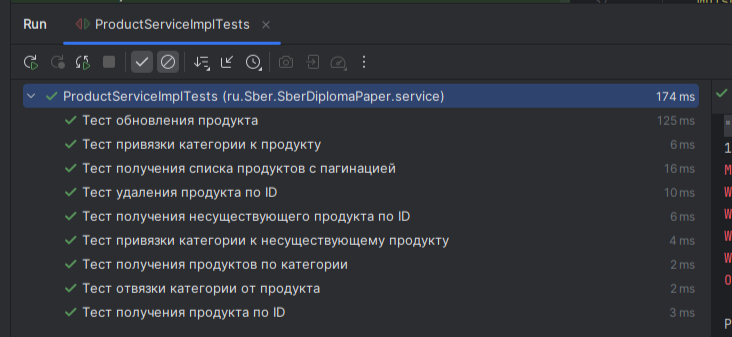 Run ProductServiceImplTests
ProductServiceImplTests (ru.Sber.SberDiplomaPaper.service) 174 ms
Тест обновления продукта 125 ms
Тест привязки категории к продукту 6 ms
Тест получения списка продуктов с пагинацией 16 ms
Тест удаления продукта по ID 10 ms
Тест получения несуществующего продукта по ID 6 ms
Тест привязки категории к несуществующему продукту 4 ms
Тест получения продуктов по категории 2 ms
Тест отвязки категории от продукта 2 ms
Тест получения продукта по ID 3 ms